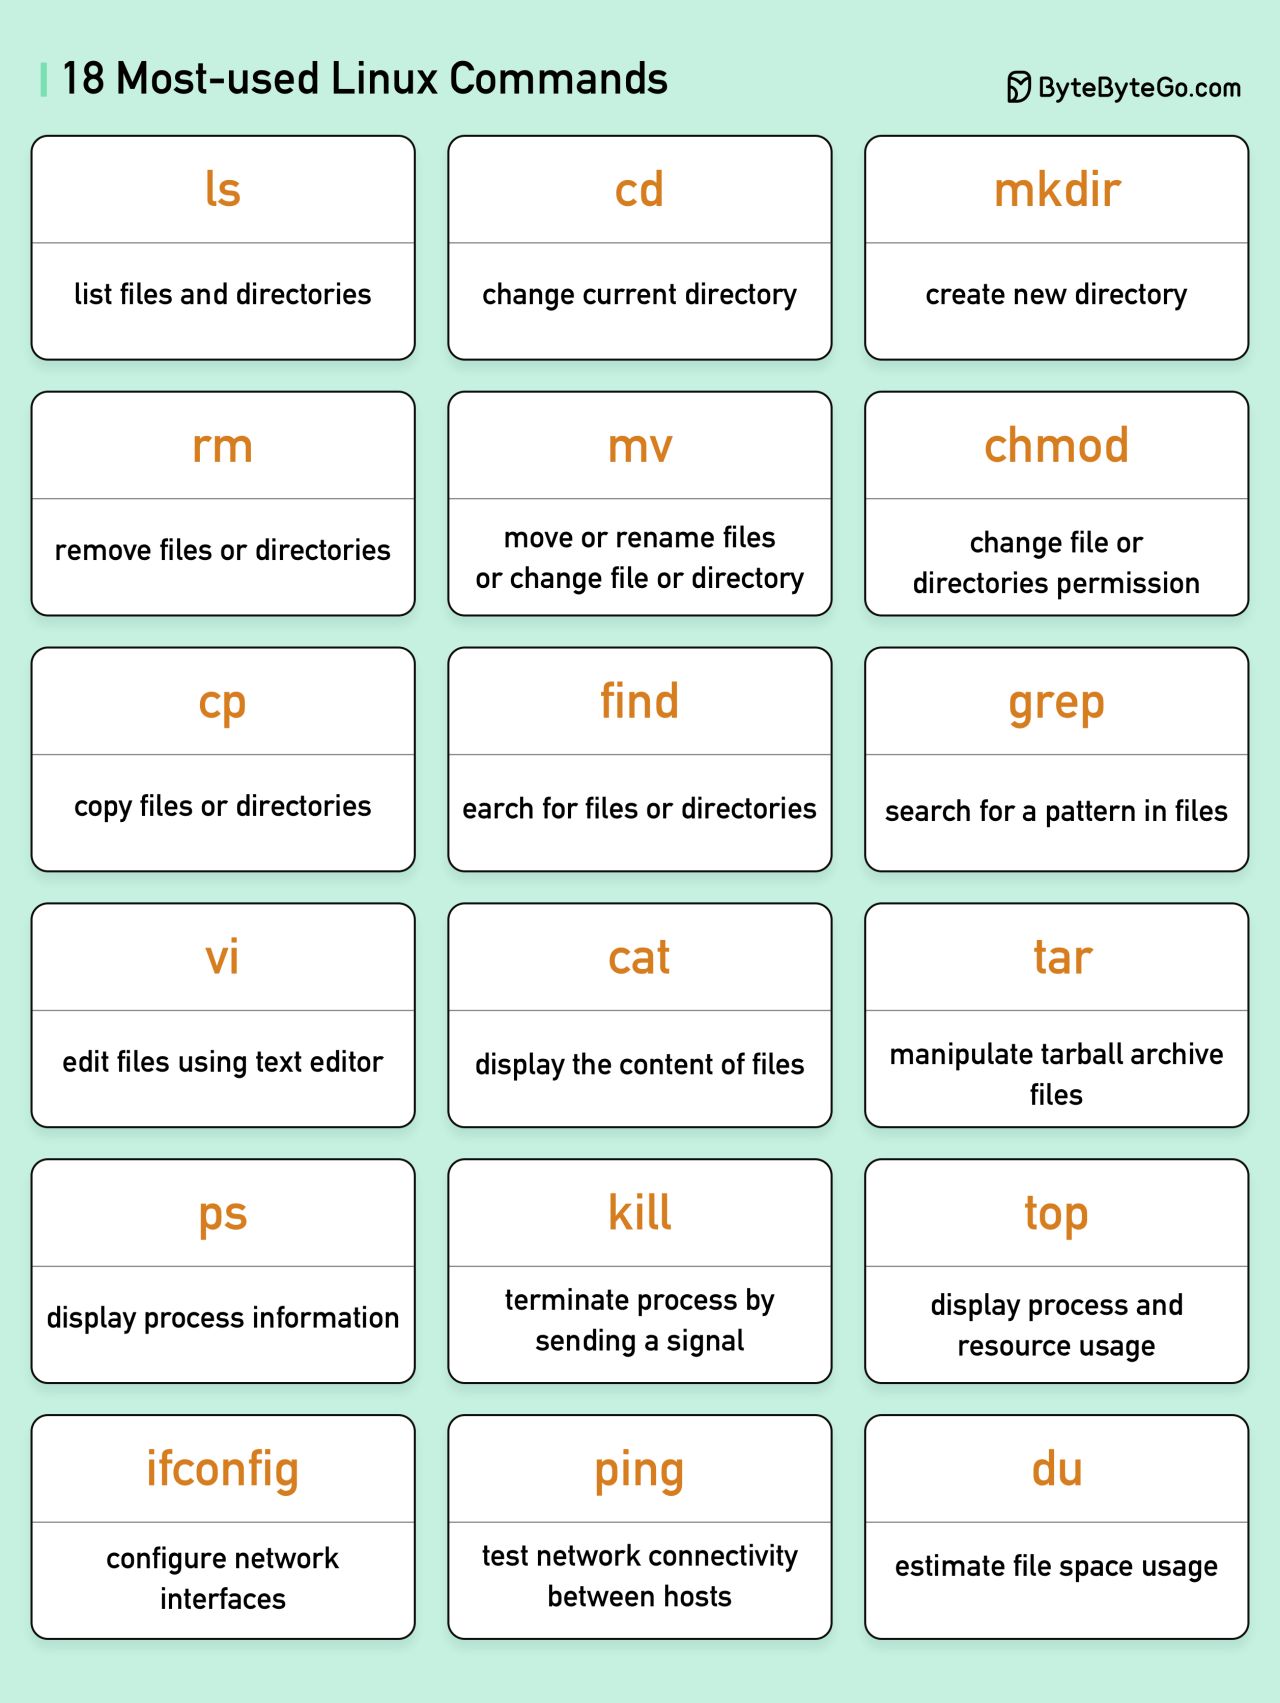 18 Most-used Linux Commands
ByteByteGo.com
ls
list files and directories
cd
change current directory
mkdir
create new directory
rm
remove files or directories
mv
move or rename files
or change file or directory
chmod
change file or
directories permission
cp
copy files or directories
find
earch for files or directories
grep
search for a pattern in files
vi
edit files using text editor
cat
display the content of files
tar
manipulate tarball archive
files
ps
display process information
kill
terminate process by
sending a signal
top
display process and
resource usage
ifconfig
configure network
interfaces
ping
test network connectivity
between hosts
du
estimate file space usage